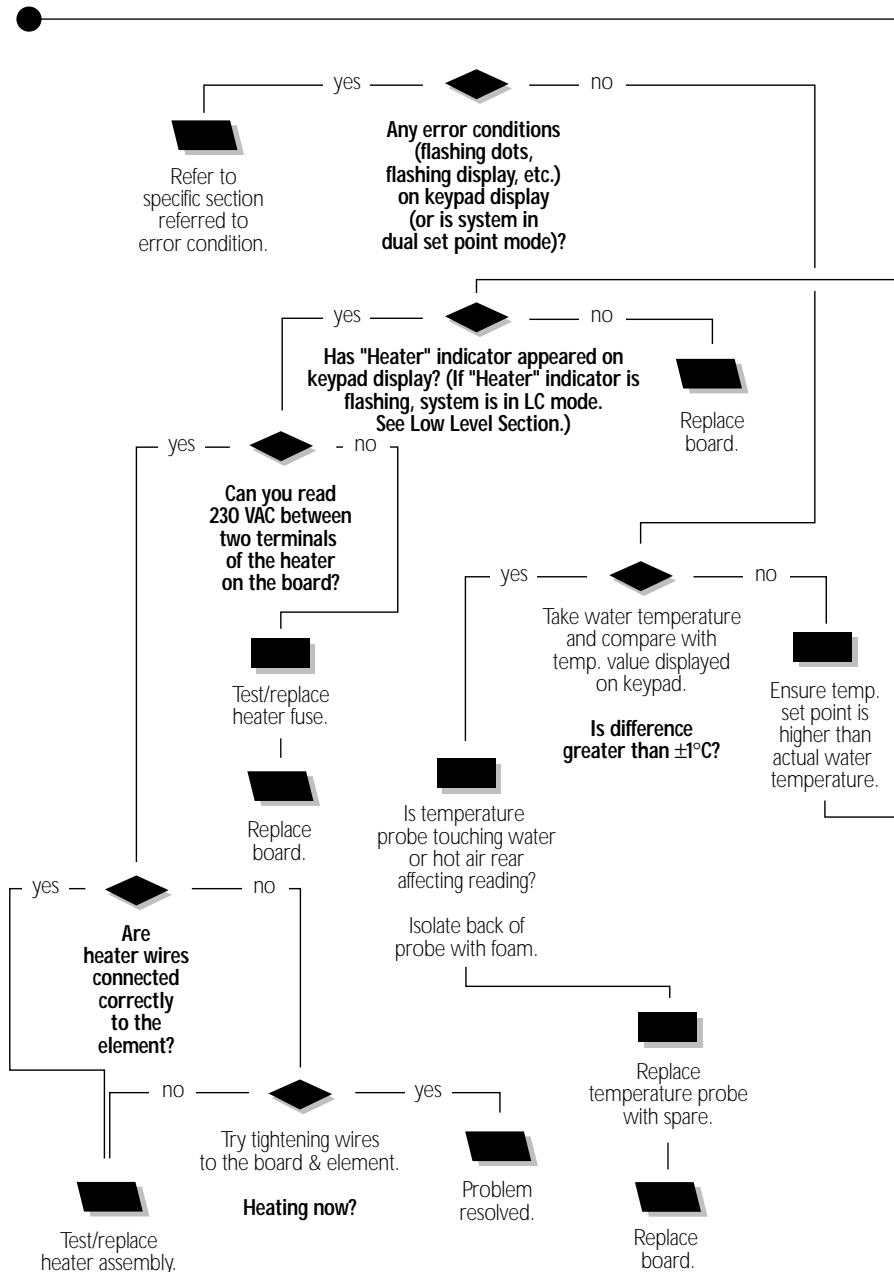 yes
no
Any error conditions
(flashing dots,
flashing display, etc.)
on keypad display
(or is system in
dual set point mode)?
Refer to
specific section
referred to
error condition.
yes
no
Has "Heater" indicator appeared on
keypad display? (If "Heater" indicator is
flashing, system is in LC mode.
See Low Level Section.)
Replace
board.
yes
no
Can you read
230 VAC between
two terminals
of the heater
on the board?
yes
no
Take water temperature
and compare with
temp. value displayed
on keypad.
Is difference
greater than ±1°C?
Test/replace
heater fuse.
Ensure temp.
set point is
higher than
actual water
temperature.
Replace
board.
Is temperature
probe touching water
or hot air rear
affecting reading?
Isolate back of
probe with foam.
yes
no
Are
heater wires
connected
correctly
to the
element?
Replace
temperature probe
with spare.
no
yes
Try tightening wires
to the board & element.
Heating now?
Problem
resolved.
Test/replace
heater assembly.
Replace
board.